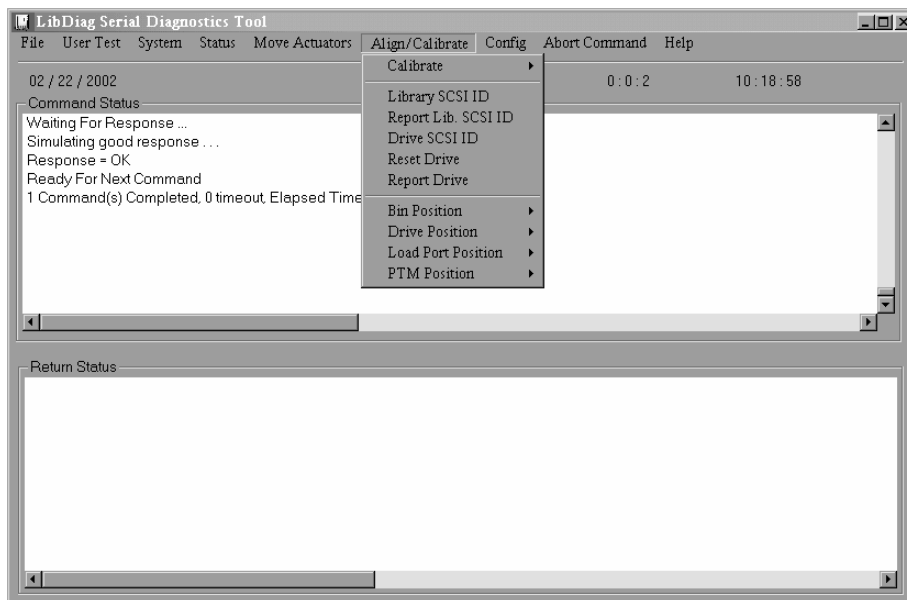 LibDiag Serial Diagnostics Tool
File User Test System Status Move Actuators Align/Calibrate Config Abort Command Help
02 / 22 / 2002 0 : 0 : 2 10 : 18 : 58
Calibrate
Library SCSI ID
Report Lib. SCSI ID
Drive SCSI ID
Reset Drive
Report Drive
Bin Position
Drive Position
Load Port Position
PTM Position
Command Status
Waiting For Response ...
Simulating good response . . .
Response = OK
Ready For Next Command
1 Command(s) Completed, 0 timeout, Elapsed Time
Return Status